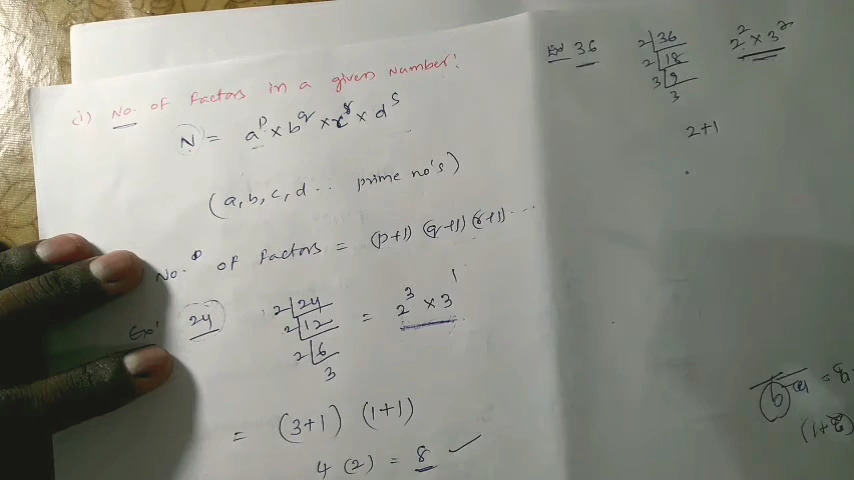 (i) No. of factors in a given number!
N = a^p × b^q × c^r × d^s
(a, b, c, d .. prime no's)
No. of factors = (p+1) (q+1) (r+1) ...
Ex! 24
2 | 24
2 | 12
2 | 6
3
= 2^3 × 3^1
= (3+1) (1+1)
4 (2) = 8 ✓
Ex! 36
2 | 36
2 | 18
3 | 9
3
2^2 × 3^2
2+1